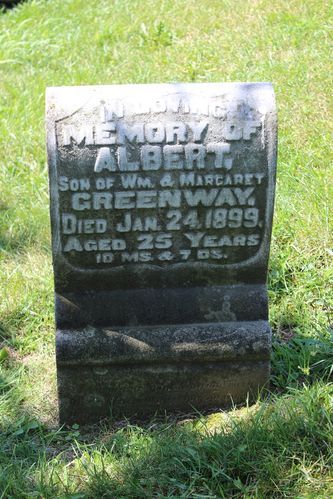 IN LOVING
MEMORY OF
ALBERT,
SON OF WM. & MARGARET
GREENWAY,
DIED JAN. 24, 1899,
AGED 25 YEARS
10 MS. & 7 DS.